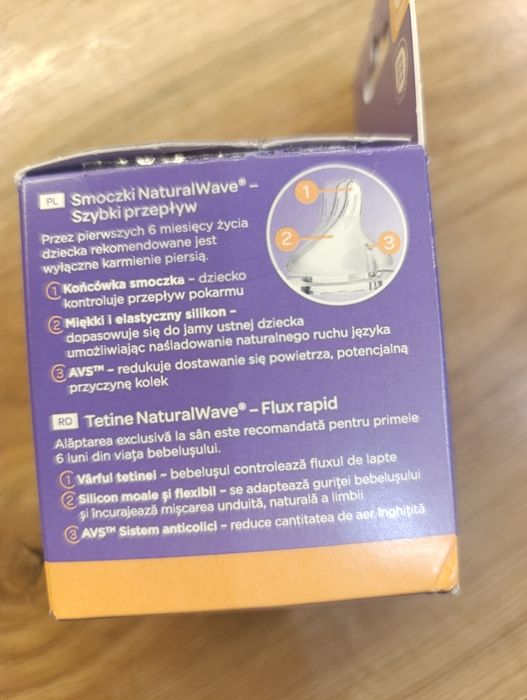 PL Smoczki NaturalWave® –
Szybki przepływ
Przez pierwszych 6 miesięcy życia
dziecka rekomendowane jest
wyłączne karmienie piersią.
1 Końcówka smoczka – dziecko
kontroluje przepływ pokarmu
2 Miękki i elastyczny silikon –
dopasowuje się do jamy ustnej dziecka
umożliwiając naśladowanie naturalnego ruchu języka
3 AVS™ – redukuje dostawanie się powietrza, potencjalną
przyczynę kolek
1
2
3
RO Tetine NaturalWave® – Flux rapid
Alăptarea exclusivă la sân este recomandată pentru primele
6 luni din viața bebelușului.
1 Vârful tetinei – bebelușul controlează fluxul de lapte
2 Silicon moale și flexibil – se adaptează guriței bebelușului
și încurajează mișcarea unduită, naturală a limbii
3 AVS™ Sistem anticolici – reduce cantitatea de aer înghițită